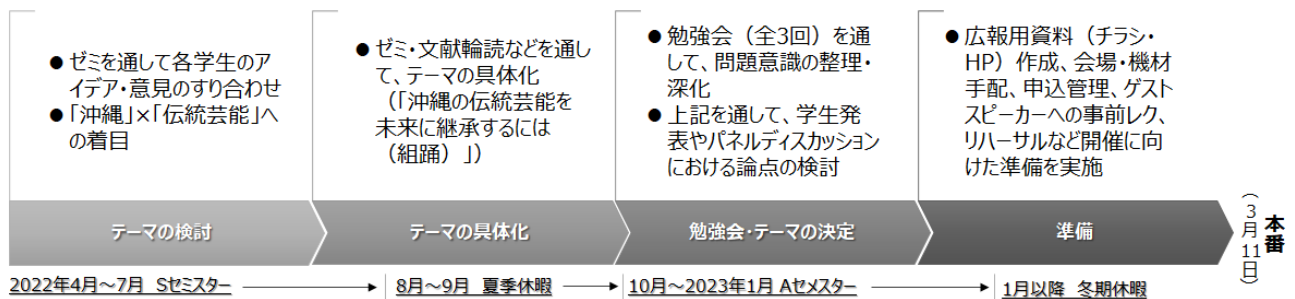 ●ゼミを通して各学生のア
イデア・意見のすり合わせ
●「沖縄」×「伝統芸能」へ
の着目
●ゼミ・文献輪読などを通し
て、テーマの具体化
（「沖縄の伝統芸能を
未来に継承するには
（組踊）」）
●勉強会（全3回）を通
して、問題意識の整理・
深化
●上記を通して、学生発
表やパネルディスカッション
における論点の検討
●広報用資料（チラシ・
HP）作成、会場・機材
手配、申込管理、ゲスト
スピーカーへの事前レク、
リハーサルなど開催に向
けた準備を実施
テーマの検討
テーマの具体化
勉強会・テーマの決定
準備
本番
（3月11日）
2022年4月～7月 Sセミスター
8月～9月 夏季休暇
10月～2023年1月 Aセメスター
1月以降 冬期休暇